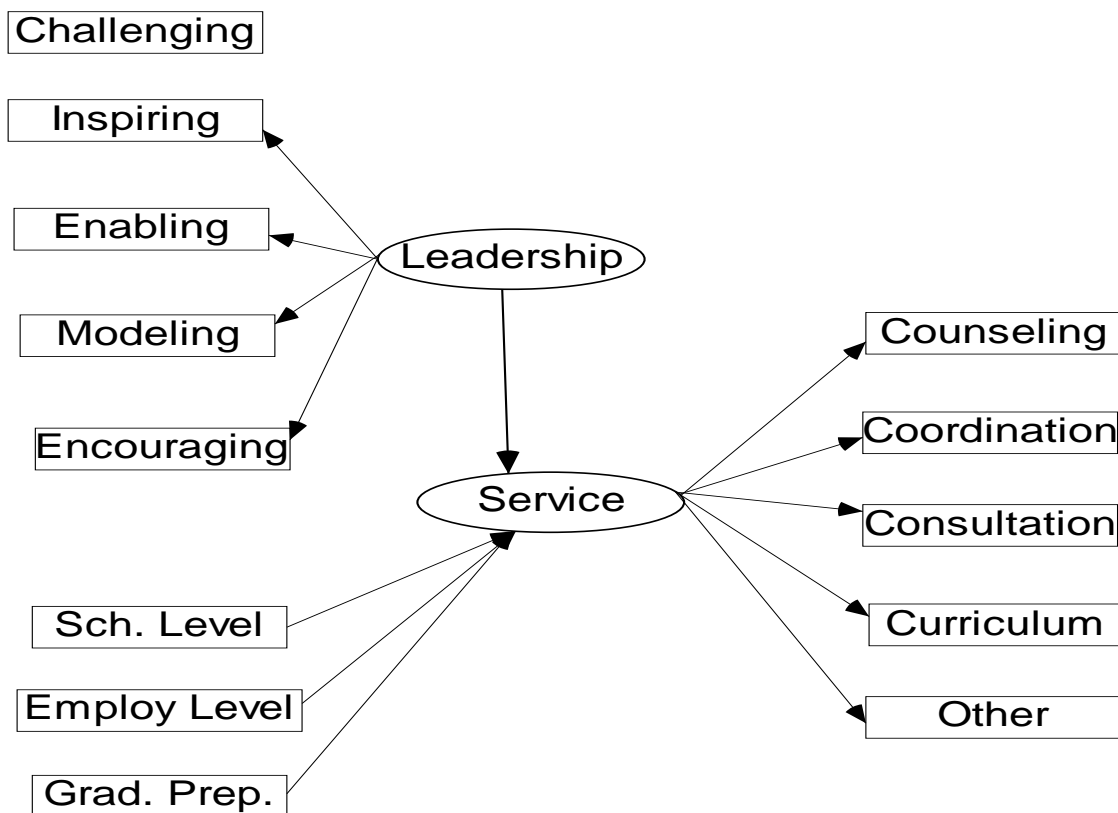 Challenging
Inspiring
Enabling
Leadership
Modeling
Counseling
Encouraging
Coordination
Service
Consultation
Sch. Level
Curriculum
Employ Level
Other
Grad. Prep.